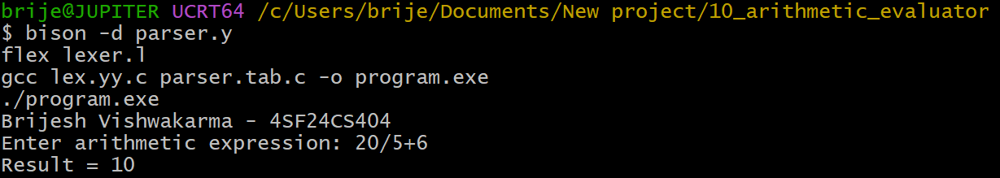 brije@JUPITER UCRT64 /c/Users/brije/Documents/New project/10_arithmetic_evaluator
$ bison -d parser.y
flex lexer.l
gcc lex.yy.c parser.tab.c -o program.exe
./program.exe
Brijesh Vishwakarma - 4SF24CS404
Enter arithmetic expression: 20/5+6
Result = 10